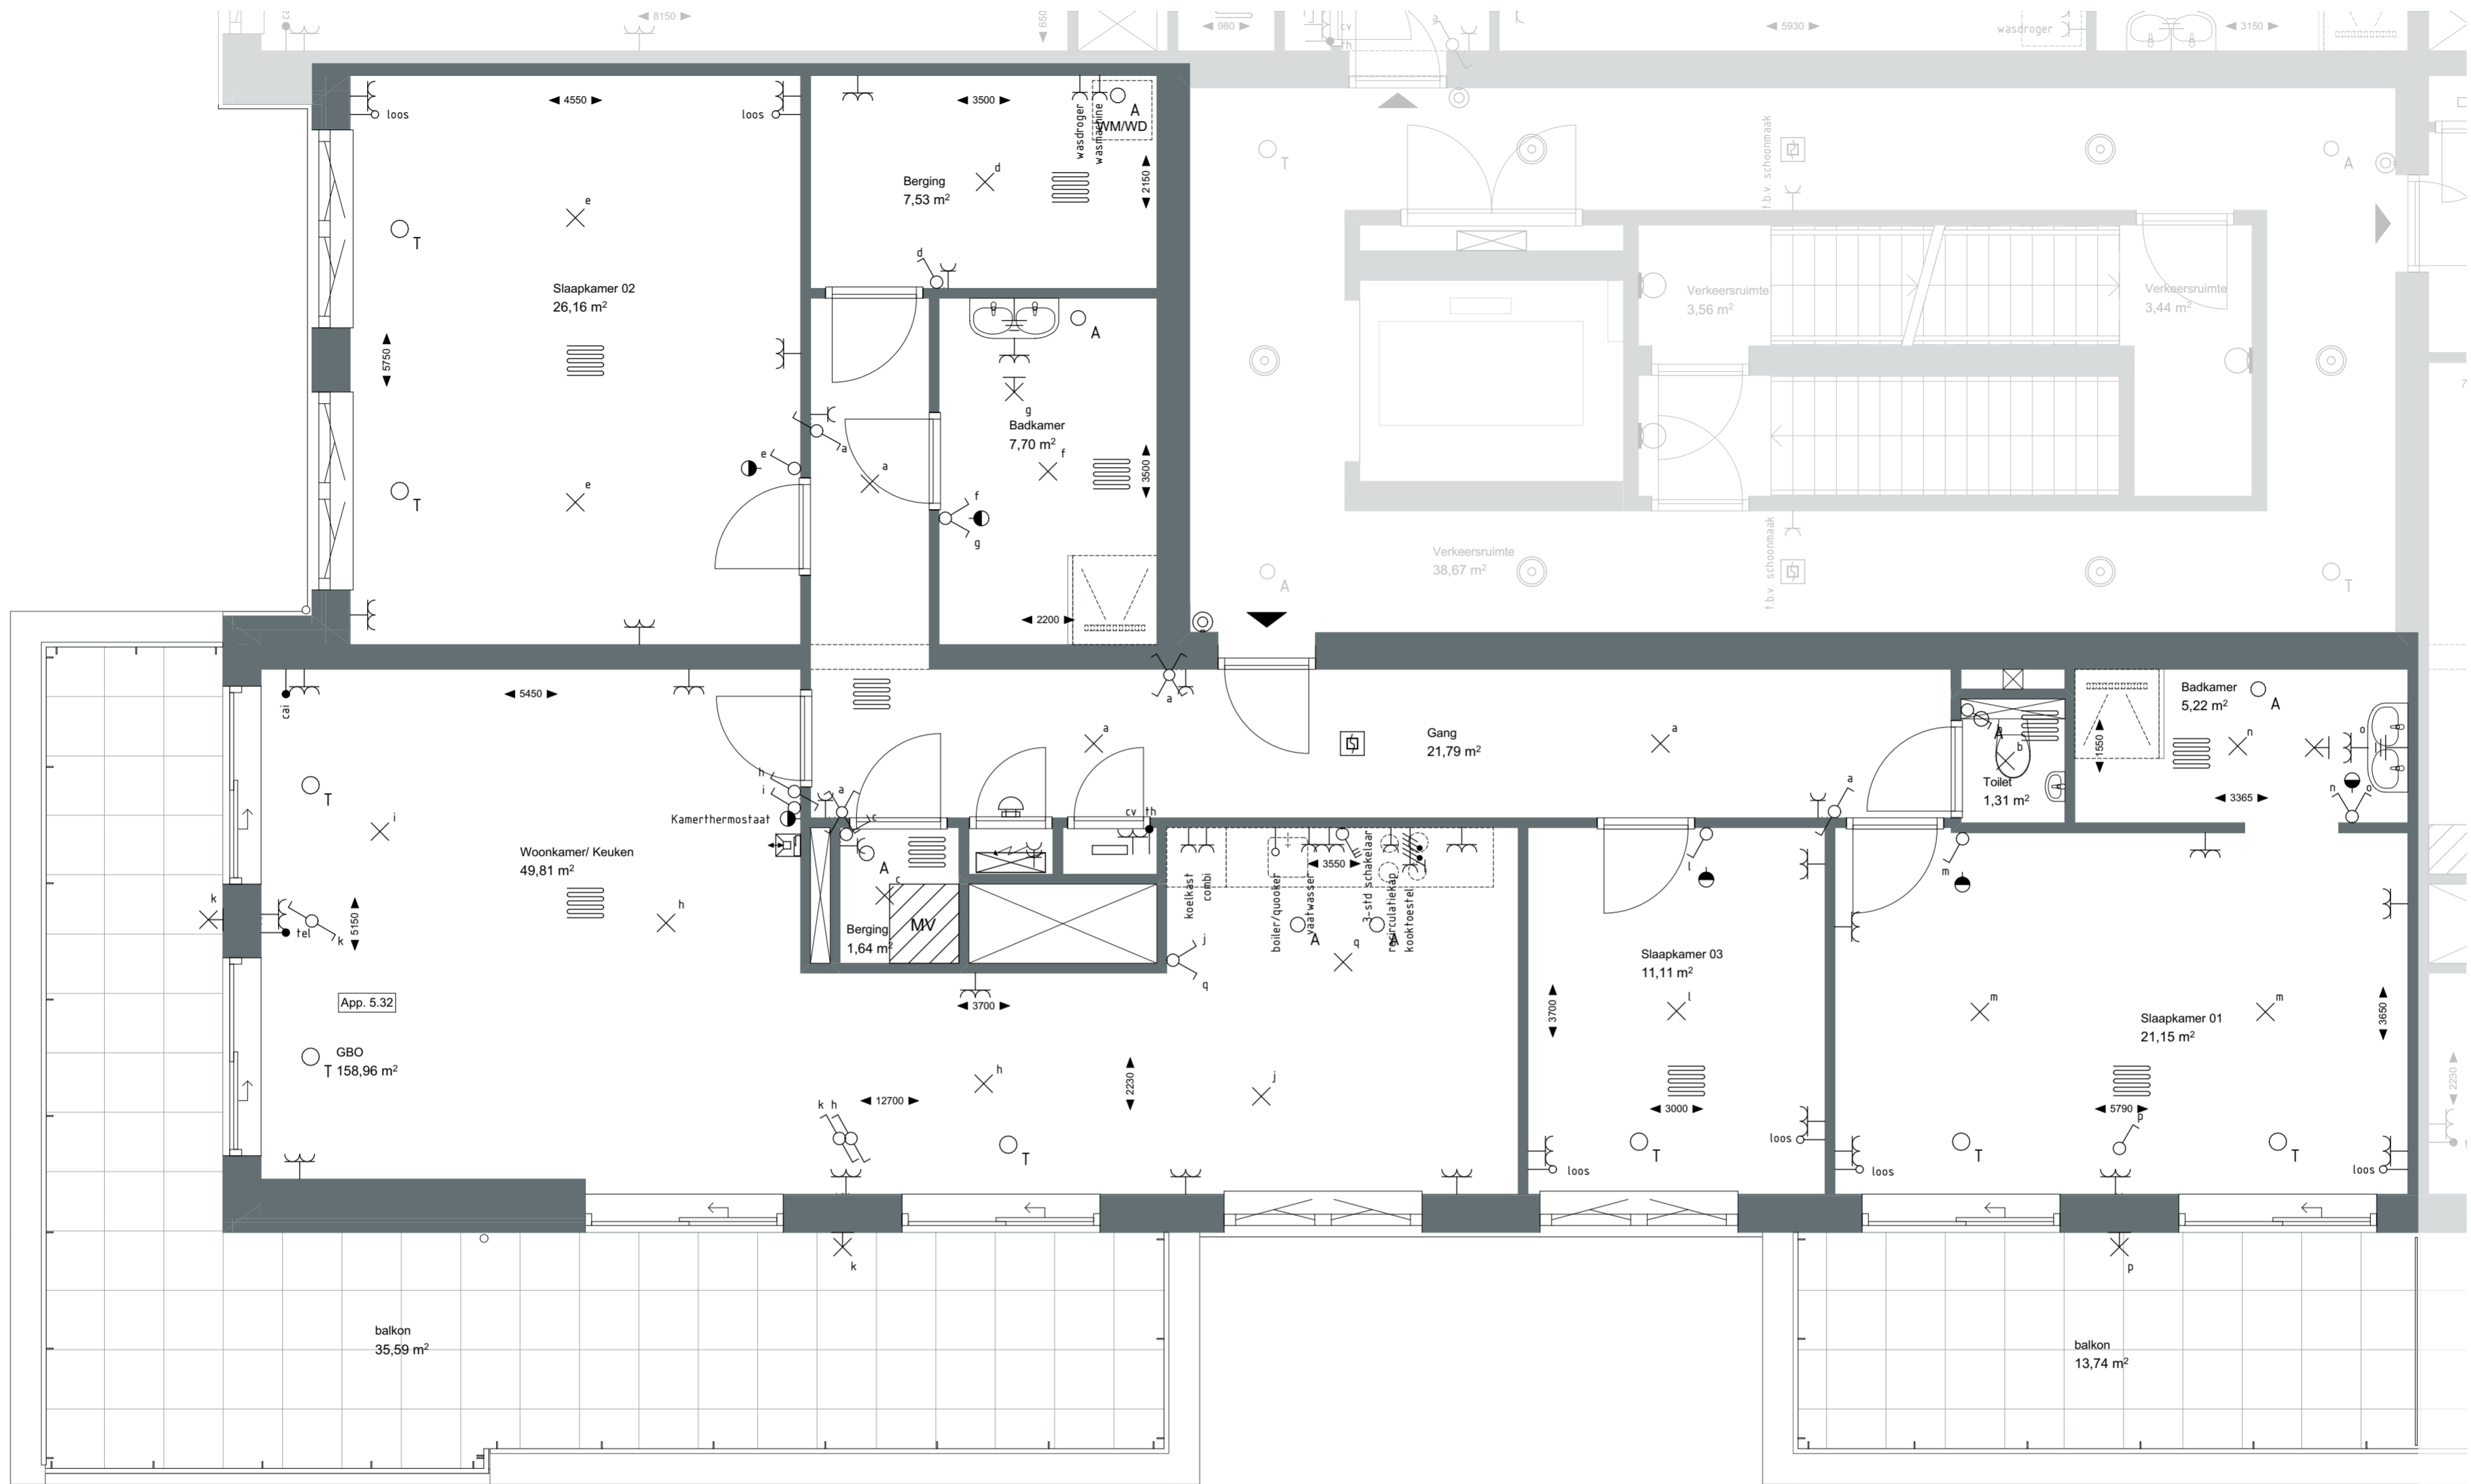 8150
650
980
cv
th
a
5930
wasdroger
3150
4550
loos
loos
3500
wasdroger
wasmachine
A
WM/WD
2150
Berging
7,53 m²
d
d
e
T
Slaapkamer 02
26,16 m²
5750
e
T
e
a
a
A
g
Badkamer
7,70 m²
f
3500
f
g
2200
T
A
t.b.v. schoonmaak
A
Verkeersruimte
3,56 m²
Verkeersruimte
3,44 m²
Verkeersruimte
38,67 m²
t.b.v. schoonmaak
A
T
cai
5450
T
i
h
i
Kamerthermostaat
Woonkamer/ Keuken
49,81 m²
h
k
tel
k
5150
App. 5.32
GBO
T 158,96 m²
a
a
a
c
A
c
Berging
1,64 m²
MV
cv
th
Gang
21,79 m²
a
a
A
b
Toilet
1,31 m²
1550
Badkamer
5,22 m²
A
n
o
3365
n
o
koelkast
combi
boiler/quooker
vaatwasser
3550
3-std schakelaar
recirculatiekap
kooktoestel
A
A
q
j
q
3700
h
j
12700
2230
k h
T
l
Slaapkamer 03
11,11 m²
l
3700
3000
loos
loos
T
m
m
m
Slaapkamer 01
21,15 m²
3650
5790
p
loos
T
T
loos
2230
k
p
balkon
35,59 m²
balkon
13,74 m²